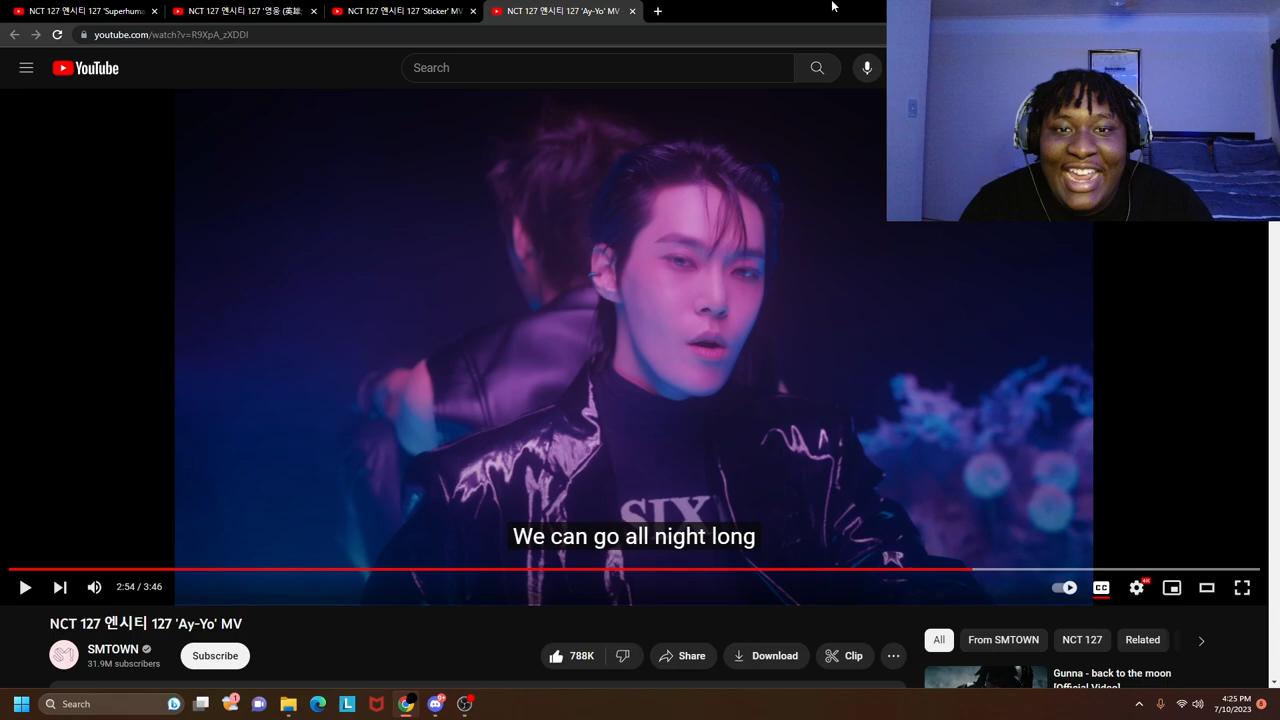 NCT 127 엔시티 127 'Superhuma
NCT 127 엔시티 127 '영웅 (英雄;
NCT 127 엔시티 127 'Sticker' MV
NCT 127 엔시티 127 'Ay-Yo' MV
youtube.com/watch?v=R9XpA_zXDDI
YouTube
Search
SIX
We can go all night long
2:54 / 3:46
CC
4K
NCT 127 엔시티 127 'Ay-Yo' MV
SMTOWN
31.9M subscribers
Subscribe
788K
Share
Download
Clip
All
From SMTOWN
NCT 127
Related
Gunna - back to the moon
[Official Video]
Search
4:25 PM
7/10/2023